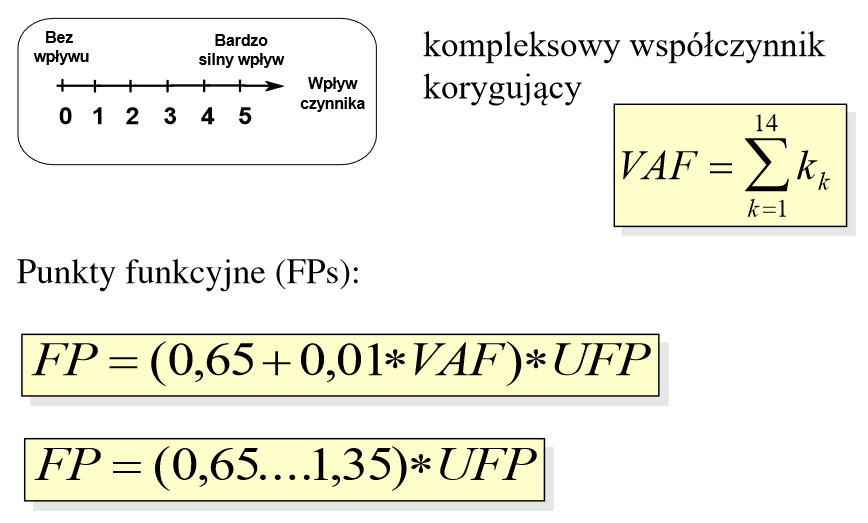 Bez
wpływu
Bardzo
silny wpływ
Wpływ
czynnika
0 1 2 3 4 5
kompleksowy współczynnik
korygujący
VAF = \sum_{k=1}^{14} k_k
Punkty funkcyjne (FPs):
FP = (0,65 + 0,01*VAF)*UFP
FP = (0,65....1,35)*UFP